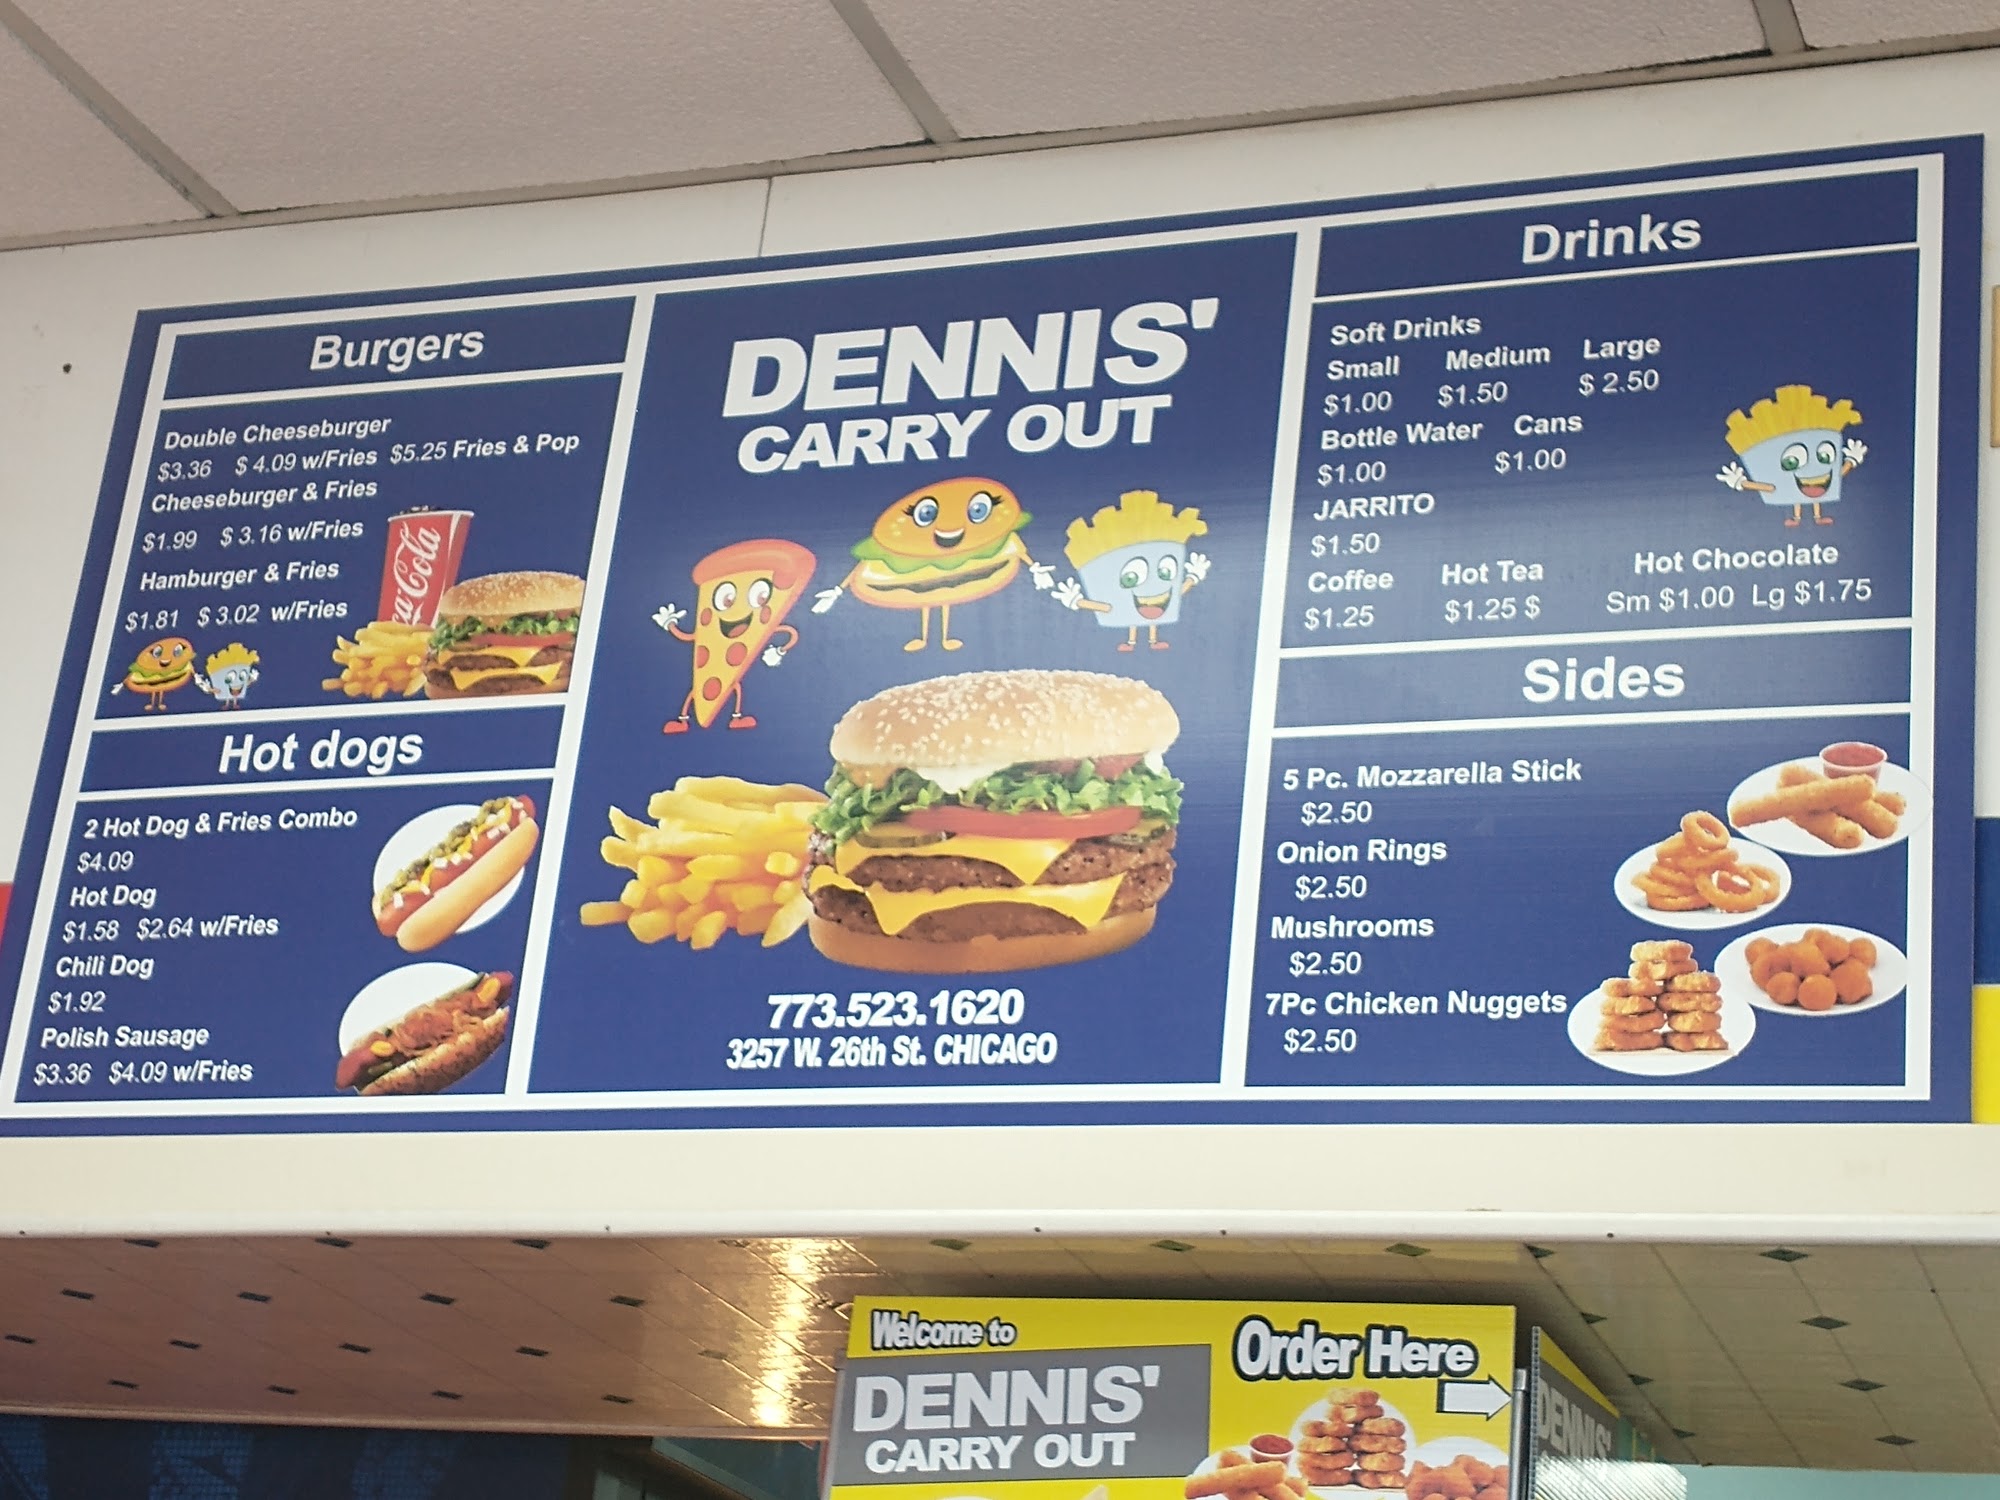 Burgers
Double Cheeseburger
$3.36 $ 4.09 w/Fries $5.25 Fries & Pop
Cheeseburger & Fries
$1.99 $ 3.16 w/Fries
Hamburger & Fries
$1.81 $ 3.02 w/Fries
ca-Cola
Hot dogs
2 Hot Dog & Fries Combo
$4.09
Hot Dog
$1.58 $2.64 w/Fries
Chili Dog
$1.92
Polish Sausage
$3.36 $4.09 w/Fries
DENNIS'
CARRY OUT
773.523.1620
3257 W. 26th St. CHICAGO
Drinks
Soft Drinks
Small Medium Large
$1.00 $1.50 $ 2.50
Bottle Water Cans
$1.00 $1.00
JARRITO
$1.50
Coffee Hot Tea Hot Chocolate
$1.25 $1.25 $ Sm $1.00 Lg $1.75
Sides
5 Pc. Mozzarella Stick
$2.50
Onion Rings
$2.50
Mushrooms
$2.50
7Pc Chicken Nuggets
$2.50
Welcome to
DENNIS'
CARRY OUT
Order Here
DENNIS'